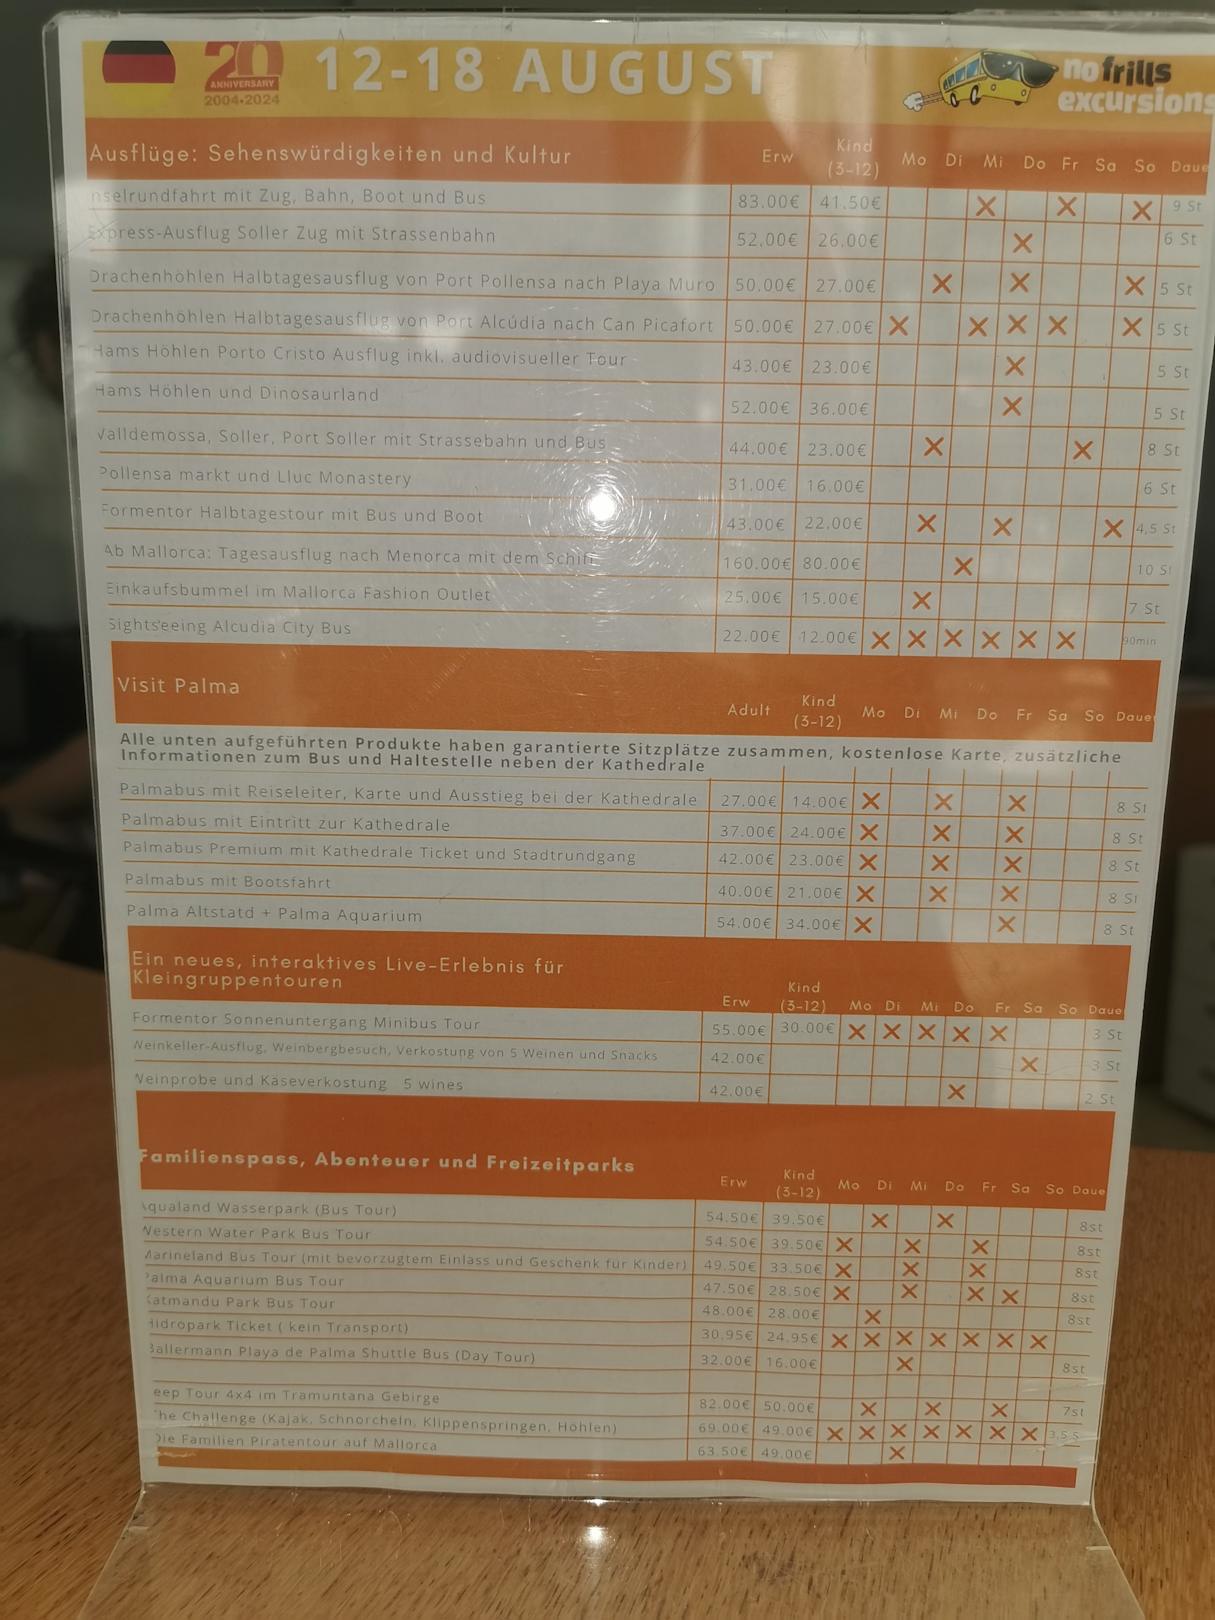 20
ANNIVERSARY
2004•2024
12-18 AUGUST
no frills
excursions
Ausflüge: Sehenswürdigkeiten und Kultur Erw Kind (3-12) Mo Di Mi Do Fr Sa So Daue
nselrundfahrt mit Zug, Bahn, Boot und Bus 83.00€ 41.50€ X X X 9 St
Express-Ausflug Soller Zug mit Strassenbahn 52.00€ 26.00€ X 6 St
Drachenhöhlen Halbtagesausflug von Port Pollensa nach Playa Muro 50.00€ 27.00€ X X X 5 St
Drachenhöhlen Halbtagesausflug von Port Alcúdia nach Can Picafort 50.00€ 27.00€ X X X X X 5 St
Hams Höhlen Porto Cristo Ausflug inkl. audiovisueller Tour 43.00€ 23.00€ X 5 St
Hams Höhlen und Dinosaurland 52.00€ 36.00€ X 5 St
Valldemossa, Soller, Port Soller mit Strassebahn und Bus 44.00€ 23.00€ X X 8 St
Pollensa markt und Lluc Monastery 31.00€ 16.00€ 6 St
Formentor Halbtagestour mit Bus und Boot 43.00€ 22.00€ X X X 4,5 St
Ab Mallorca: Tagesausflug nach Menorca mit dem Schiff 160.00€ 80.00€ X 10 St
Einkaufsbummel im Mallorca Fashion Outlet 25.00€ 15.00€ X 7 St
Sightseeing Alcudia City Bus 22.00€ 12.00€ X X X X X X 90min
Visit Palma Adult Kind (3-12) Mo Di Mi Do Fr Sa So Daue
Alle unten aufgeführten Produkte haben garantierte Sitzplätze zusammen, kostenlose Karte, zusätzliche
Informationen zum Bus und Haltestelle neben der Kathedrale
Palmabus mit Reiseleiter, Karte und Ausstieg bei der Kathedrale 27.00€ 14.00€ X X X 8 St
Palmabus mit Eintritt zur Kathedrale 37.00€ 24.00€ X X X 8 St
Palmabus Premium mit Kathedrale Ticket und Stadtrundgang 42.00€ 23.00€ X X X 8 St
Palmabus mit Bootsfahrt 40.00€ 21.00€ X X X 8 St
Palma Altstatd + Palma Aquarium 54.00€ 34.00€ X X 8 St
Ein neues, interaktives Live-Erlebnis für
Kleingruppentouren Erw Kind (3-12) Mo Di Mi Do Fr Sa So Daue
Formentor Sonnenuntergang Minibus Tour 55.00€ 30.00€ X X X X X 3 St
Weinkeller-Ausflug, Weinbergbesuch, Verkostung von 5 Weinen und Snacks 42.00€ X 3 St
Weinprobe und Käseverkostung 5 wines 42.00€ X 2 St
Familienspass, Abenteuer und Freizeitparks Erw Kind (3-12) Mo Di Mi Do Fr Sa So Daue
Aqualand Wasserpark (Bus Tour) 54.50€ 39.50€ X X 8st
Western Water Park Bus Tour 54.50€ 39.50€ X X X 8st
Marineland Bus Tour (mit bevorzugtem Einlass und Geschenk für Kinder) 49.50€ 33.50€ X X X 8st
Palma Aquarium Bus Tour 47.50€ 28.50€ X X X X 8st
Katmandu Park Bus Tour 48.00€ 28.00€ X 8st
Hidropark Ticket ( kein Transport) 30.95€ 24.95€ X X X X X X X
Ballermann Playa de Palma Shuttle Bus (Day Tour) 32.00€ 16.00€ X 8st
eep Tour 4x4 im Tramuntana Gebirge 82.00€ 50.00€ X X X 7st
The Challenge (Kajak, Schnorcheln, Klippenspringen, Höhlen) 69.00€ 49.00€ X X X X X X X 3,5 S
Die Familien Piratentour auf Mallorca 63.50€ 49.00€ X